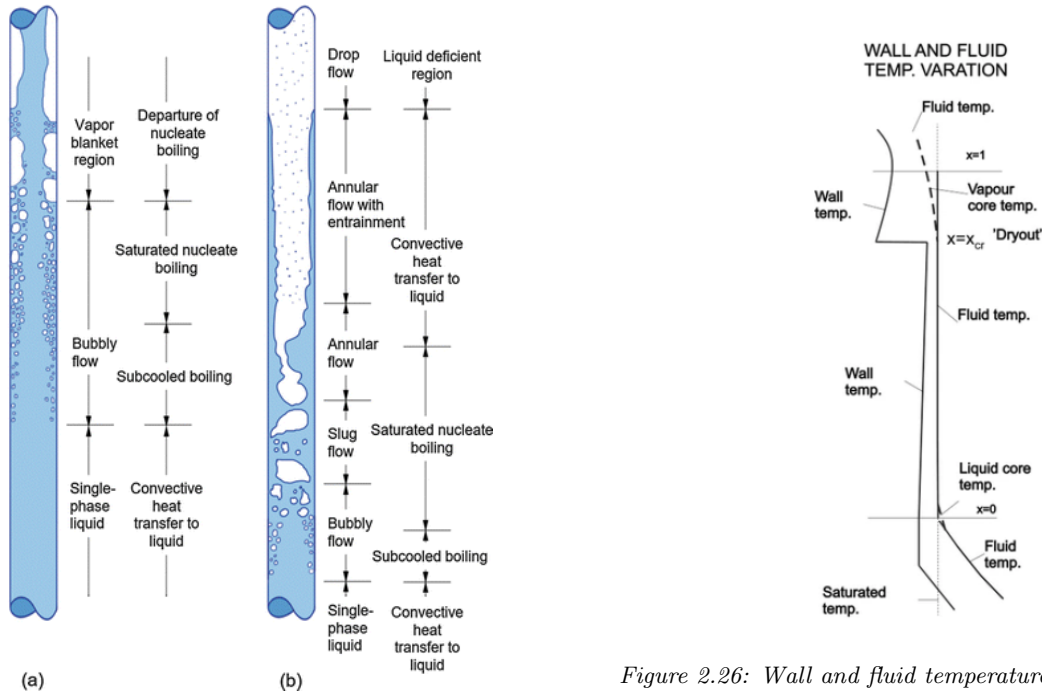 Vapor
blanket
region
Departure of
nucleate
boiling
Saturated nucleate
boiling
Bubbly
flow
Subcooled boiling
Single-
phase
liquid
Convective
heat
transfer to
liquid
(a)
Drop
flow
Liquid deficient
region
Annular
flow with
entrainment
Convective
heat
transfer to
liquid
Annular
flow
Slug
flow
Saturated nucleate
boiling
Bubbly
flow
Subcooled boiling
Single-
phase
liquid
Convective
heat
transfer to
liquid
(b)
WALL AND FLUID
TEMP. VARATION
Fluid temp.
x=1
Wall
temp.
Vapour
core temp.
x=xcr 'Dryout'
Fluid temp.
Wall
temp.
Liquid core
temp.
x=0
Fluid
temp.
Saturated
temp.
Figure 2.26: Wall and fluid temperature